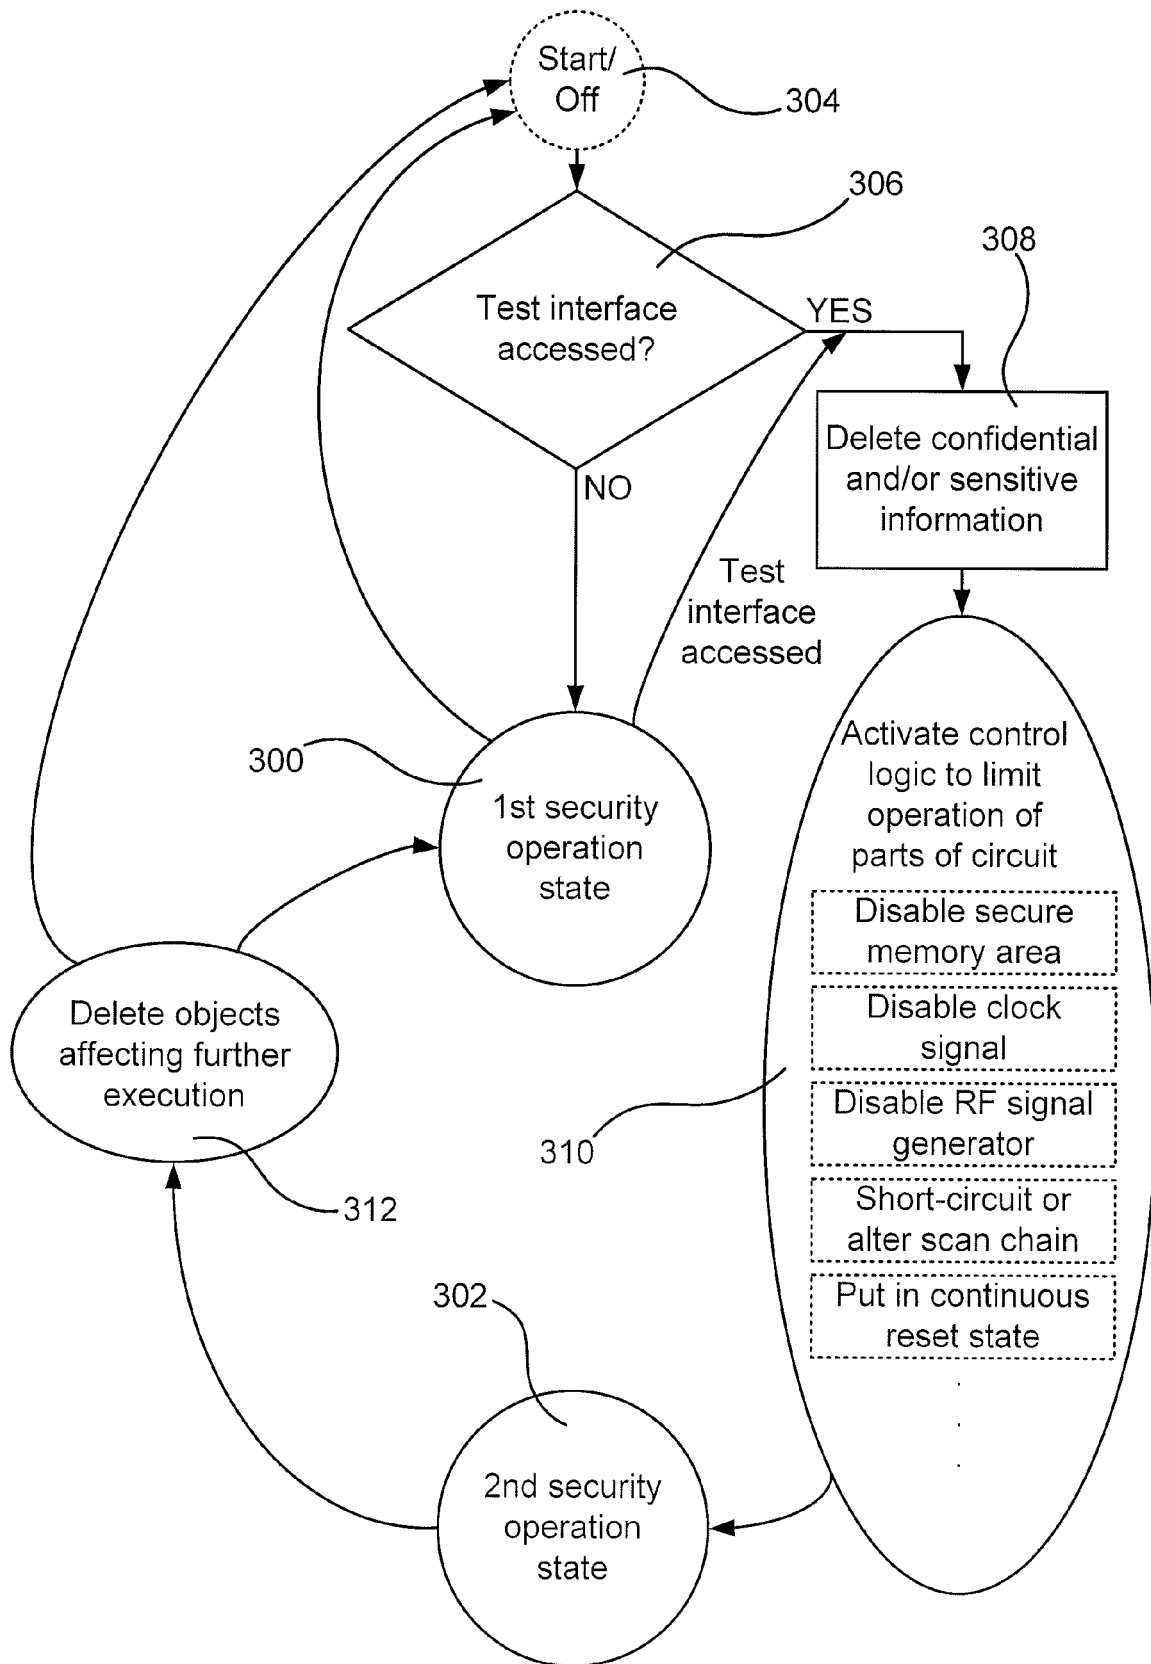 Start/
Off
304
306
308
Test interface
accessed?
YES
NO
Delete confidential
and/or sensitive
information
Test
interface
accessed
300
1st security
operation
state
Activate control
logic to limit
operation of
parts of circuit
Disable secure
memory area
Disable clock
signal
Disable RF signal
generator
Short-circuit or
alter scan chain
Put in continuous
reset state
.
.
.
310
Delete objects
affecting further
execution
312
302
2nd security
operation
state